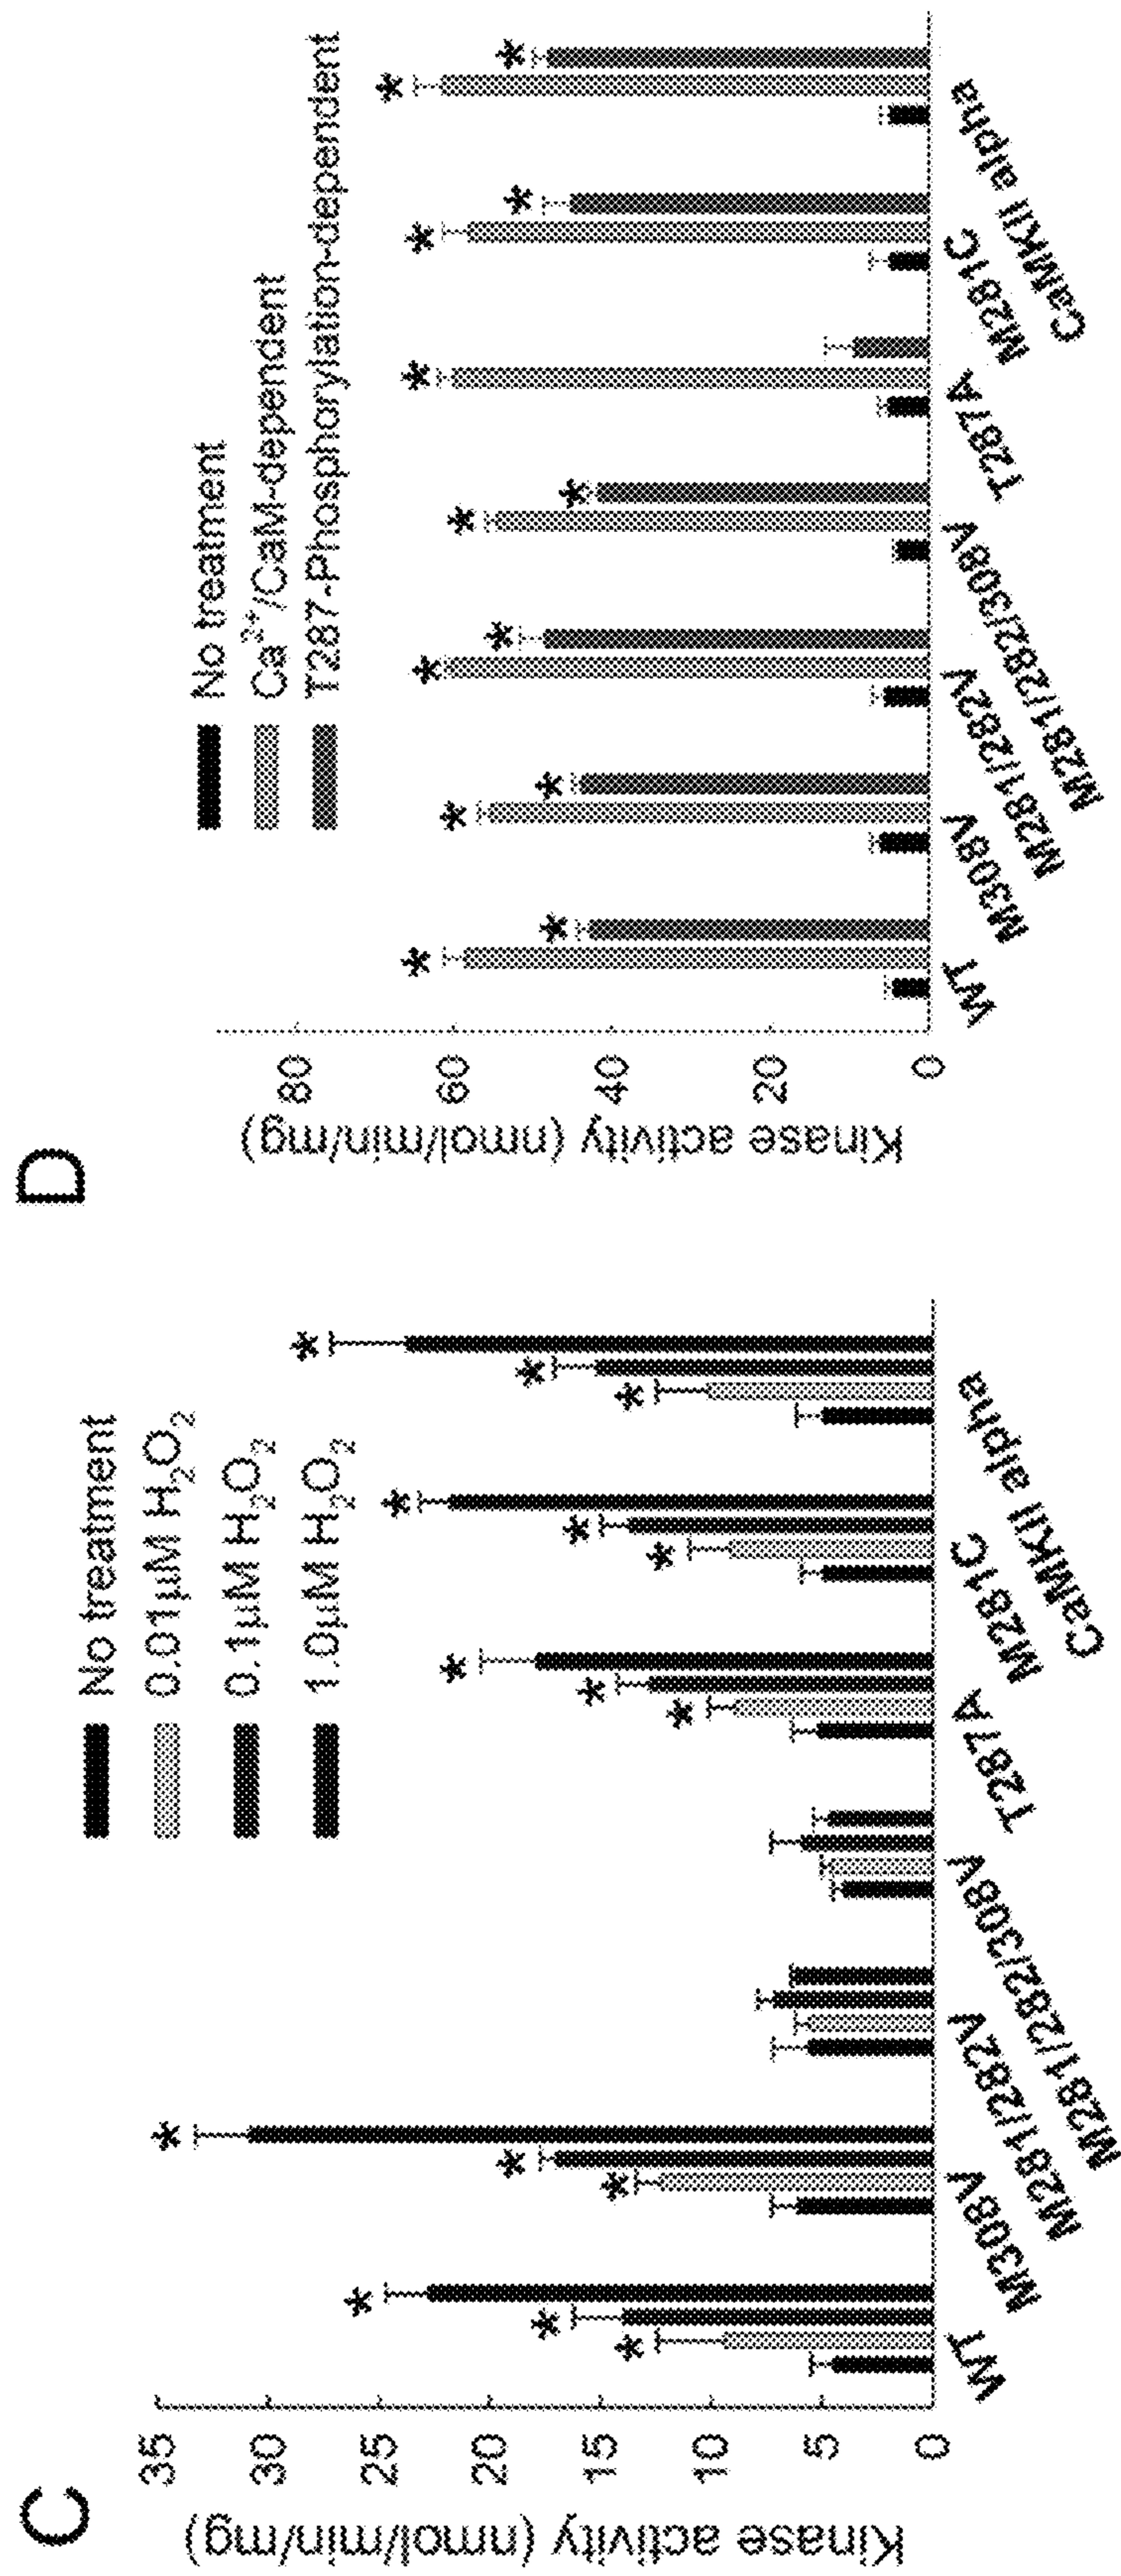 C
Kinase activity (nmol/min/mg)
35
30
25
20
15
10
5
0
No treatment
0.01µM H₂O₂
0.1µM H₂O₂
1.0µM H₂O₂
* * *
* * *
* * *
* * *
* * *
WT
M308V
M281/282V
M281/282/308V
T287A
M281C
CaMKII alpha
D
Kinase activity (nmol/min/mg)
80
60
40
20
0
No treatment
Ca²⁺/CaM-dependent
T287-Phosphorylation-dependent
* *
* *
* *
* *
*
* *
* *
WT
M308V
M281/282V
M281/282/308V
T287A
M281C
CaMKII alpha